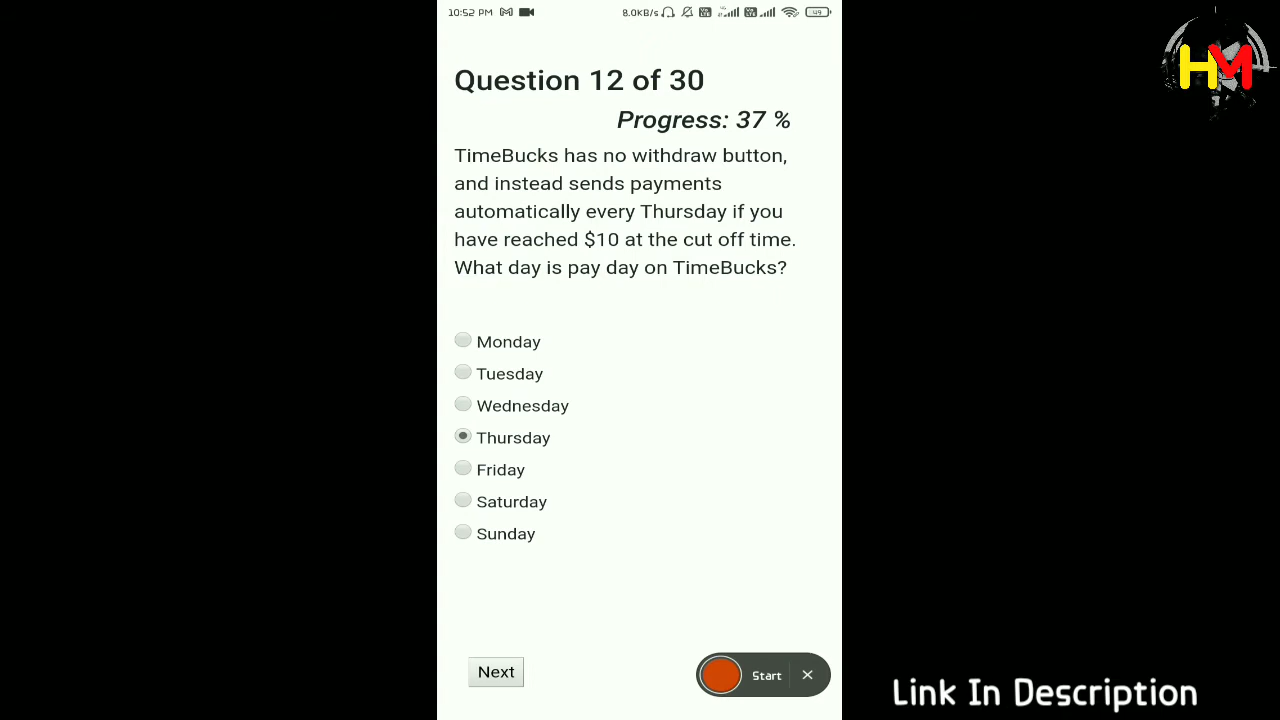 10:52 PM
8.0KB/s
49
HM
Question 12 of 30
Progress: 37 %
TimeBucks has no withdraw button,
and instead sends payments
automatically every Thursday if you
have reached $10 at the cut off time.
What day is pay day on TimeBucks?
Monday
Tuesday
Wednesday
Thursday
Friday
Saturday
Sunday
Next
Start
Link In Description